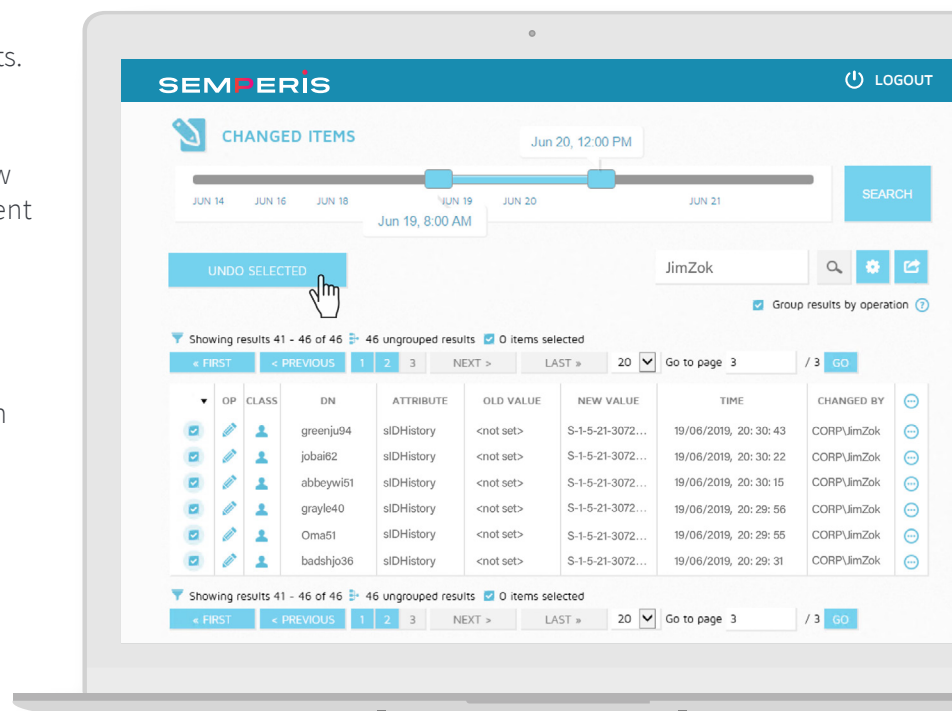 ts.
w
ent
n
SEMPERIS
LOGOUT
CHANGED ITEMS
Jun 20, 12:00 PM
JUN 14 JUN 16 JUN 18 JUN 19 JUN 20 JUN 21
SEARCH
Jun 19, 8:00 AM
UNDO SELECTED
JimZok
Group results by operation ?
Showing results 41 - 46 of 46 46 ungrouped results 0 items selected
« FIRST < PREVIOUS 1 2 3 NEXT > LAST » 20 Go to page 3 / 3 GO
OP CLASS DN ATTRIBUTE OLD VALUE NEW VALUE TIME CHANGED BY
greenju94 sIDHistory <not set> S-1-5-21-3072... 19/06/2019, 20: 30: 43 CORP\JimZok
jobai62 sIDHistory <not set> S-1-5-21-3072... 19/06/2019, 20: 30: 22 CORP\JimZok
abbeywi51 sIDHistory <not set> S-1-5-21-3072... 19/06/2019, 20: 30: 15 CORP\JimZok
grayle40 sIDHistory <not set> S-1-5-21-3072... 19/06/2019, 20: 29: 56 CORP\JimZok
Oma51 sIDHistory <not set> S-1-5-21-3072... 19/06/2019, 20: 29: 55 CORP\JimZok
badshjo36 sIDHistory <not set> S-1-5-21-3072... 19/06/2019, 20: 29: 31 CORP\JimZok
Showing results 41 - 46 of 46 46 ungrouped results 0 items selected
« FIRST < PREVIOUS 1 2 3 NEXT > LAST » 20 Go to page 3 / 3 GO